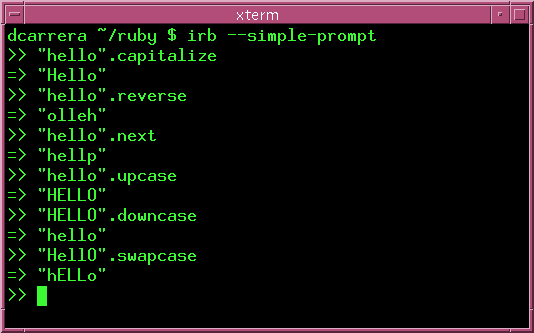 xterm
dcarrera ~/ruby $ irb --simple-prompt
>> "hello".capitalize
=> "Hello"
>> "hello".reverse
=> "olleh"
>> "hello".next
=> "hellp"
>> "hello".upcase
=> "HELLO"
>> "HELLO".downcase
=> "hello"
>> "HellO".swapcase
=> "hELLo"
>>